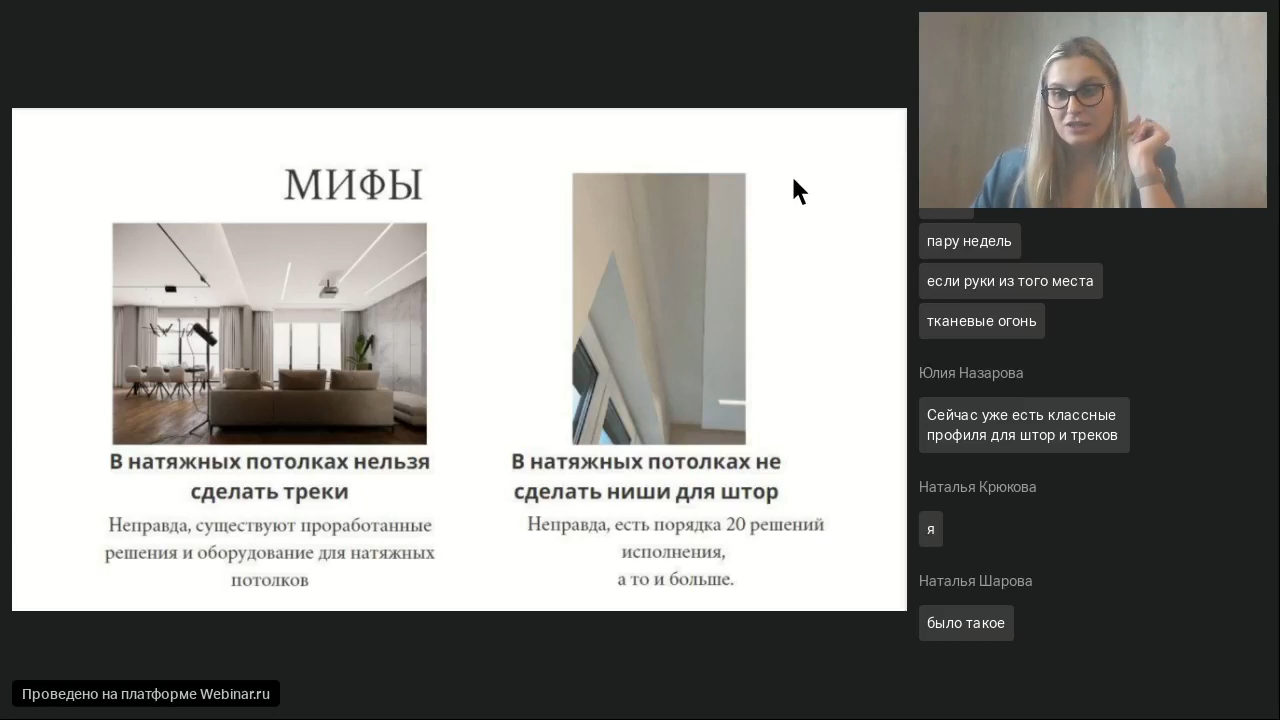 МИФЫ
В натяжных потолках нельзя
сделать треки
Неправда, существуют проработанные
решения и оборудование для натяжных
потолков
В натяжных потолках не
сделать ниши для штор
Неправда, есть порядка 20 решений
исполнения,
а то и больше.
пару недель
если руки из того места
тканевые огонь
Юлия Назарова
Сейчас уже есть классные
профиля для штор и треков
Наталья Крюкова
я
Наталья Шарова
было такое
Проведено на платформе Webinar.ru